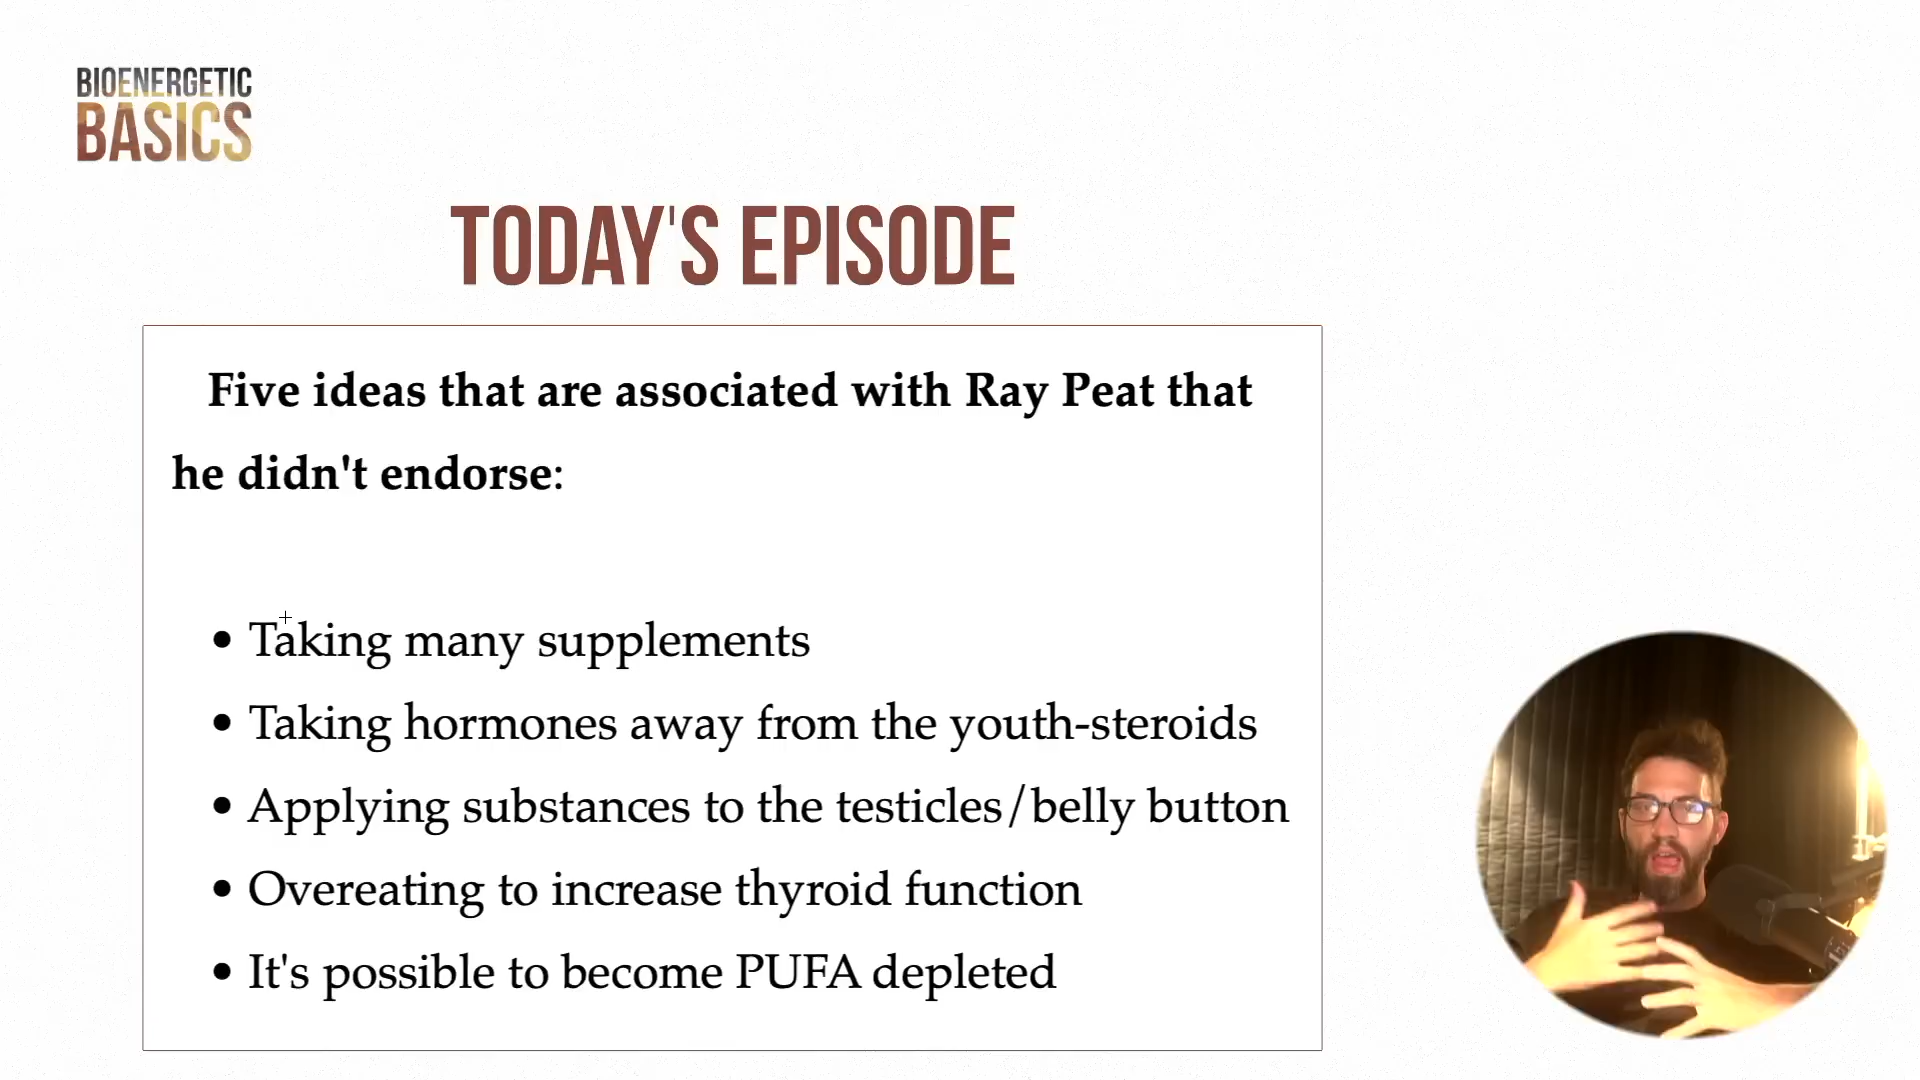 BIOENERGETIC
BASICS
TODAY'S EPISODE
Five ideas that are associated with Ray Peat that
he didn't endorse:
• Taking many supplements
• Taking hormones away from the youth-steroids
• Applying substances to the testicles/belly button
• Overeating to increase thyroid function
• It's possible to become PUFA depleted